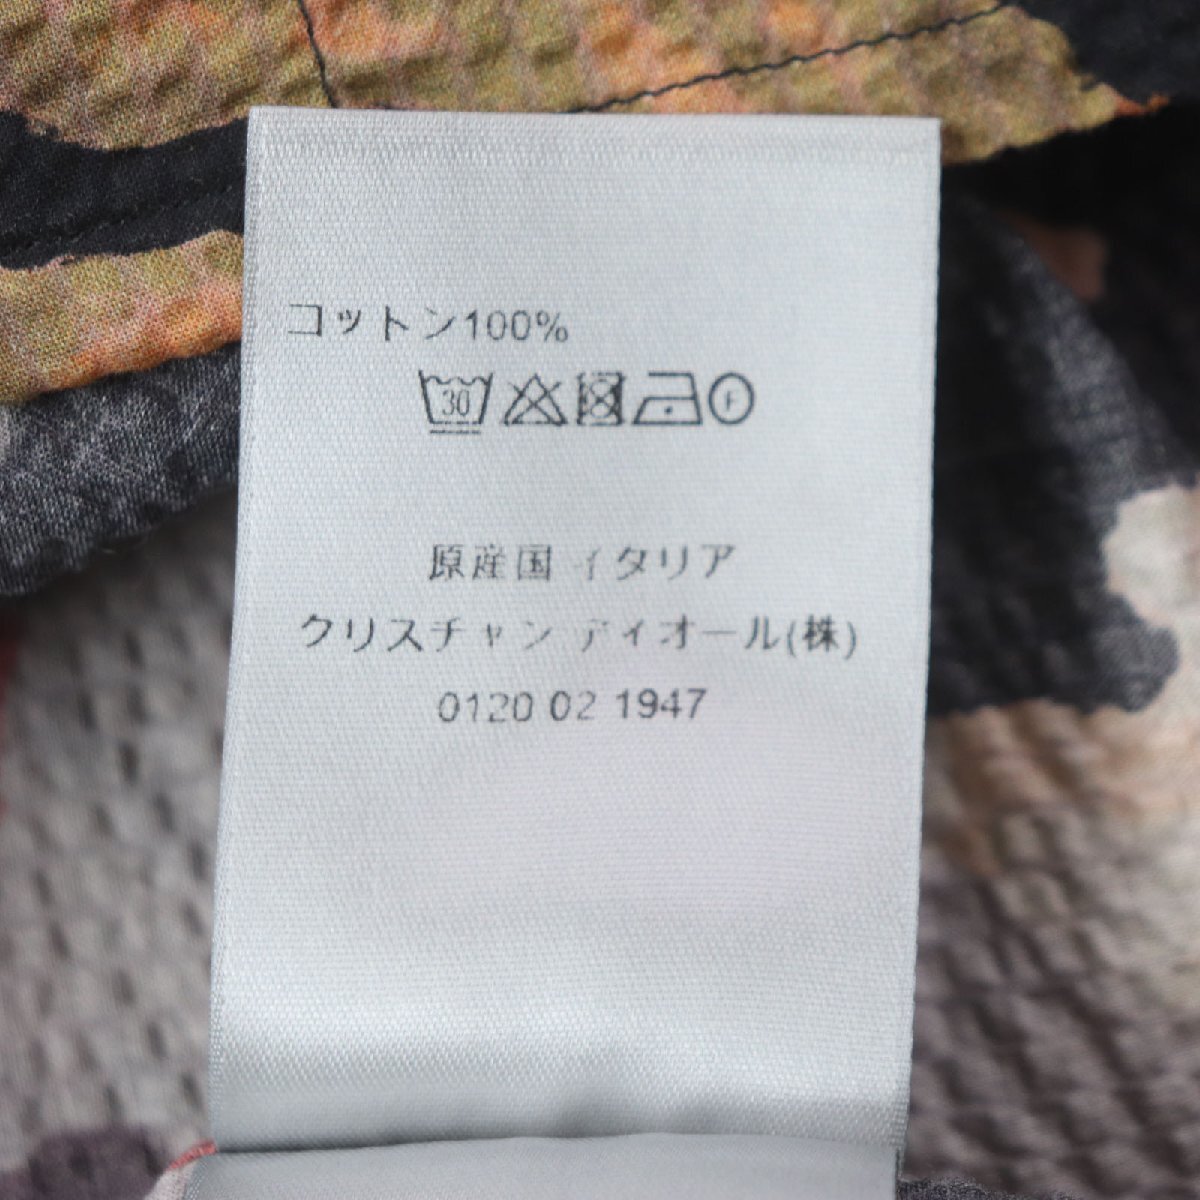 コットン100%
30 F
原産国 イタリア
クリスチャン ディオール(株)
0120 02 1947